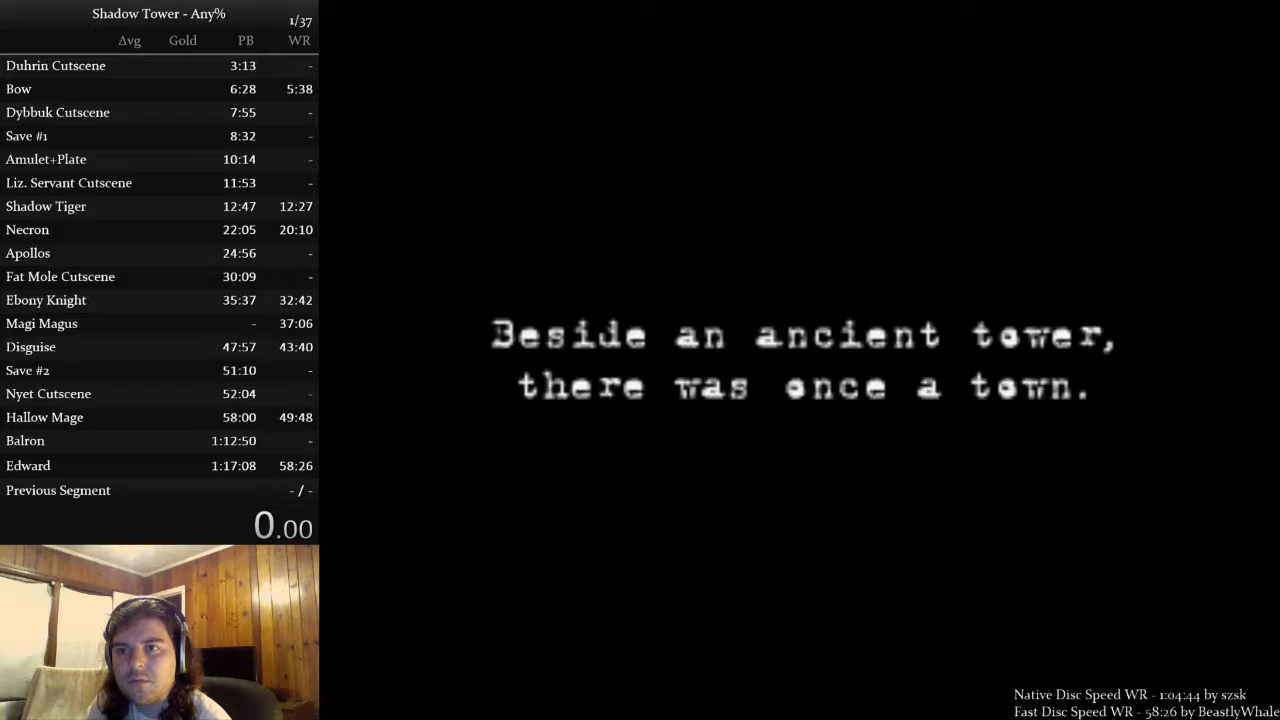 Shadow Tower - Any%
1/37
Δvg Gold PB WR
Duhrin Cutscene 3:13 -
Bow 6:28 5:38
Dybbuk Cutscene 7:55 -
Save #1 8:32 -
Amulet+Plate 10:14 -
Liz. Servant Cutscene 11:53 -
Shadow Tiger 12:47 12:27
Necron 22:05 20:10
Apollos 24:56 -
Fat Mole Cutscene 30:09 -
Ebony Knight 35:37 32:42
Magi Magus - 37:06
Disguise 47:57 43:40
Save #2 51:10 -
Nyet Cutscene 52:04 -
Hallow Mage 58:00 49:48
Balron 1:12:50 -
Edward 1:17:08 58:26
Previous Segment - / -
0.00
Beside an ancient tower,
there was once a town.
Native Disc Speed WR - 1:04:44 by szsk
Fast Disc Speed WR - 58:26 by BeastlyWhale